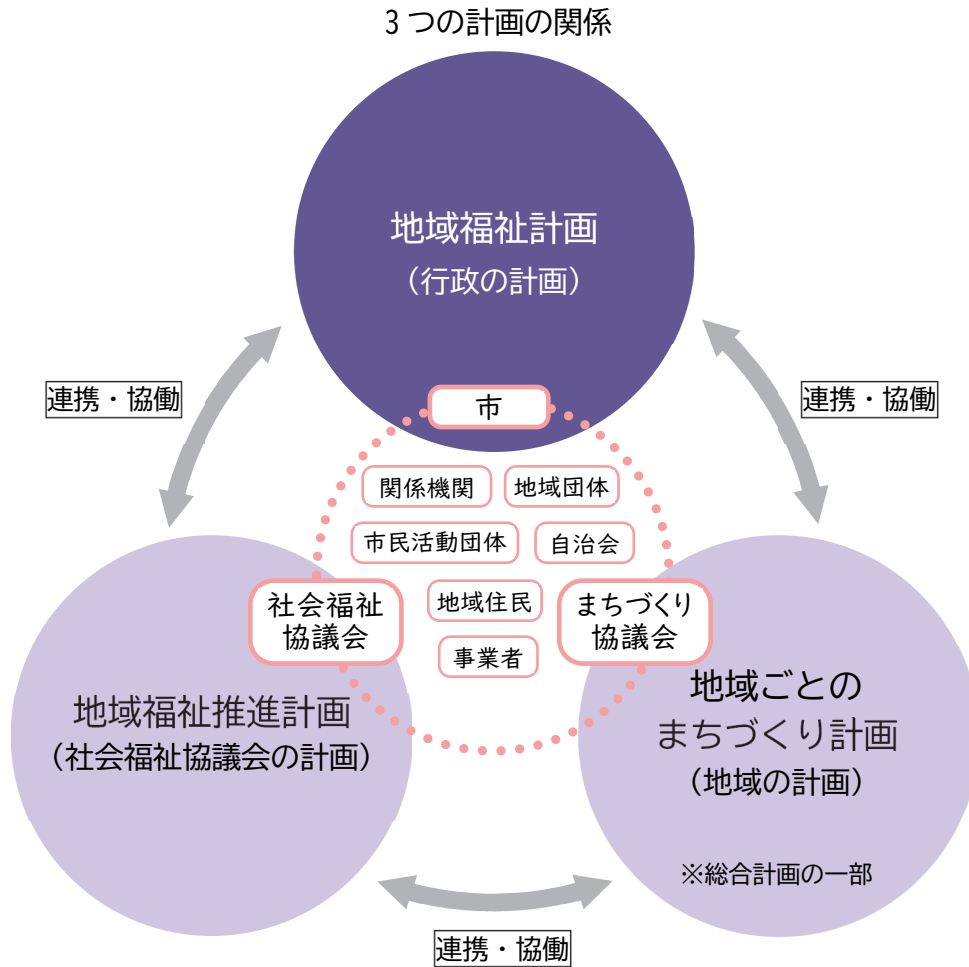 3つの計画の関係
地域福祉計画
（行政の計画）
連携・協働
連携・協働
市
関係機関
地域団体
市民活動団体
自治会
社会福祉
協議会
地域住民
まちづくり
協議会
事業者
地域福祉推進計画
（社会福祉協議会の計画）
地域ごとの
まちづくり計画
（地域の計画）
※総合計画の一部
連携・協働